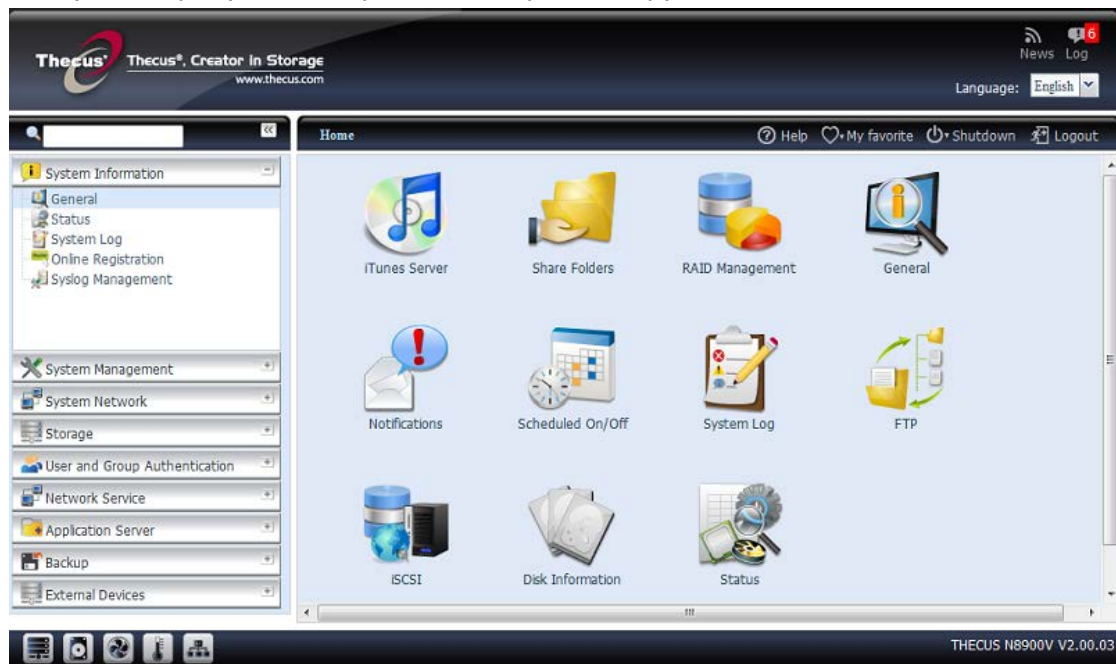 Thecus®
Thecus®, Creator in Storage
www.thecus.com
6
News Log
Language: English
Home
Help My favorite Shutdown Logout
System Information
General
Status
System Log
Online Registration
Syslog Management
System Management
System Network
Storage
User and Group Authentication
Network Service
Application Server
Backup
External Devices
iTunes Server
Share Folders
RAID Management
General
Notifications
Scheduled On/Off
System Log
FTP
iSCSI
Disk Information
Status
THECUS N8900V V2.00.03